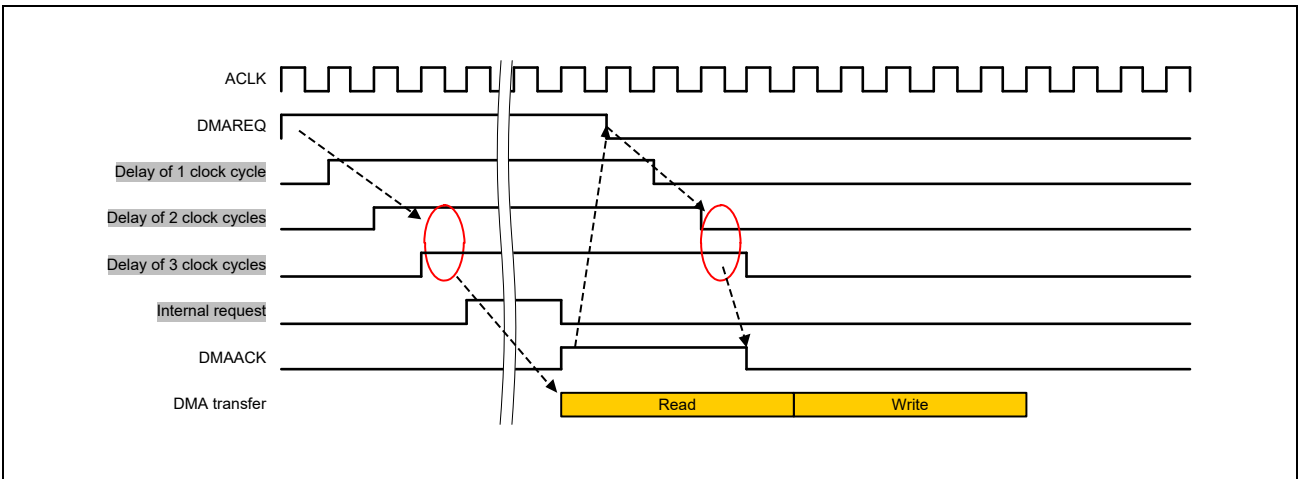 ACLK
DMAREQ
Delay of 1 clock cycle
Delay of 2 clock cycles
Delay of 3 clock cycles
Internal request
DMAACK
DMA transfer
Read
Write